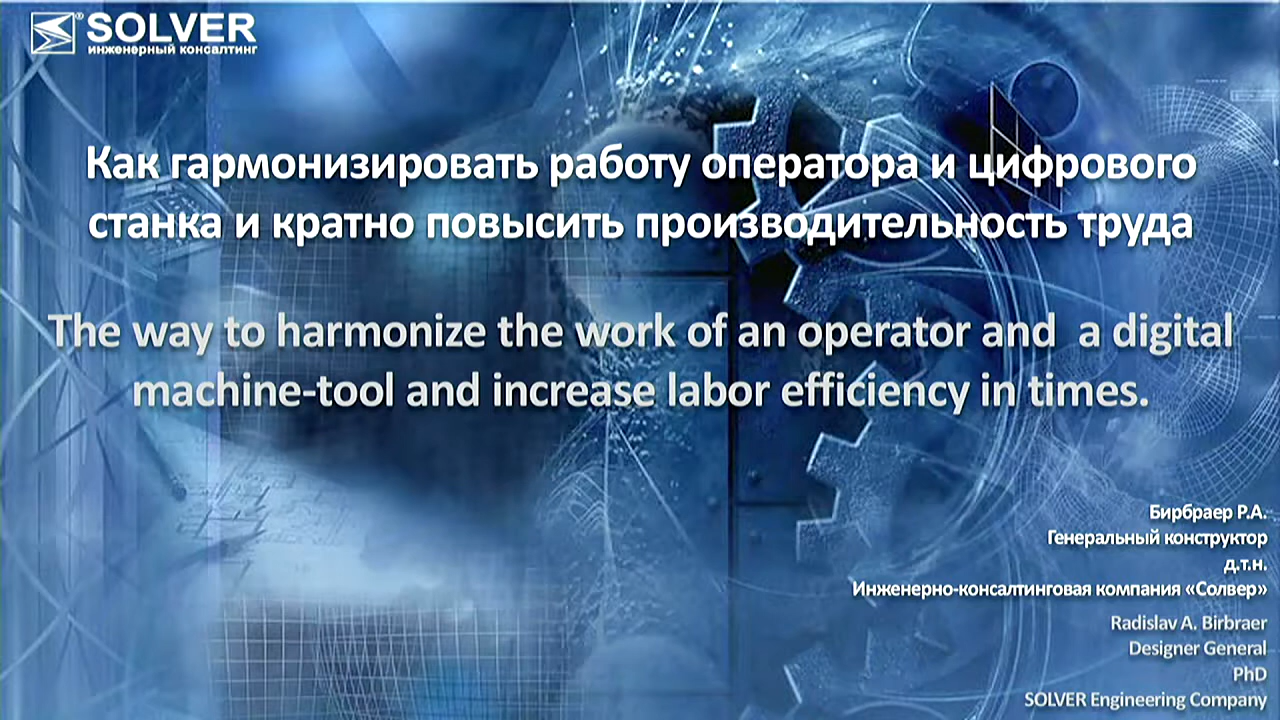 SOLVER®
инженерный консалтинг
Как гармонизировать работу оператора и цифрового
станка и кратно повысить производительность труда
The way to harmonize the work of an operator and a digital
machine-tool and increase labor efficiency in times.
Бирбраер Р.А.
Генеральный конструктор
д.т.н.
Инженерно-консалтинговая компания «Солвер»
Radislav A. Birbraer
Designer General
PhD
SOLVER Engineering Company